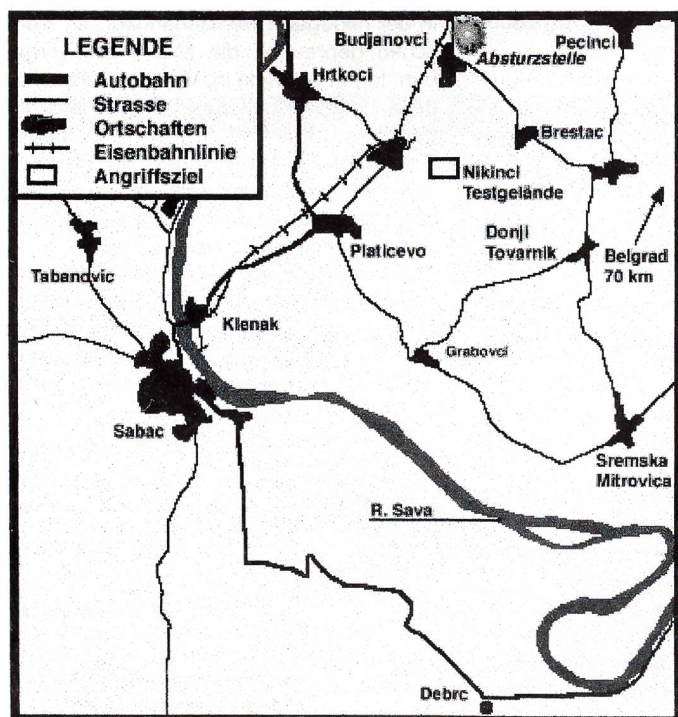 LEGENDE
Autobahn
Strasse
Ortschaften
Eisenbahnlinie
Angriffsziel
Budjanovci
Absturzstelle
Pecinci
Hrtkoci
Brestac
Nikinci
Testgelände
Platicevo
Donji
Tovarnik
Belgrad
70 km
Tabanovic
Klenak
Grabovci
Sabac
Sremska
Mitrovica
R. Sava
Debrc